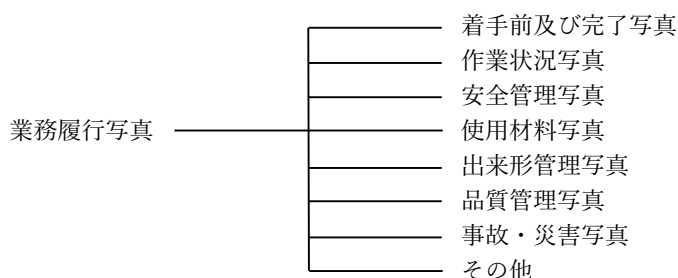 着手前及び完了写真
作業状況写真
安全管理写真
業務履行写真
使用材料写真
出来形管理写真
品質管理写真
事故・災害写真
その他